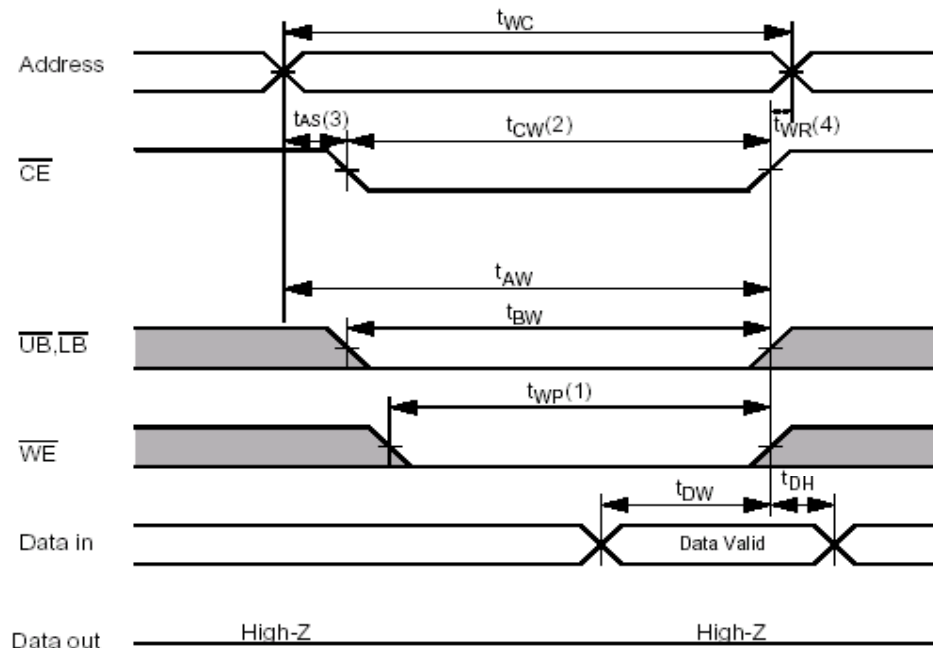 tWC
Address
tAS(3)
tCW(2)
tWR(4)
CE
tAW
tBW
UB,LB
tWP(1)
WE
tDW
tDH
Data in
Data Valid
Data out
High-Z
High-Z